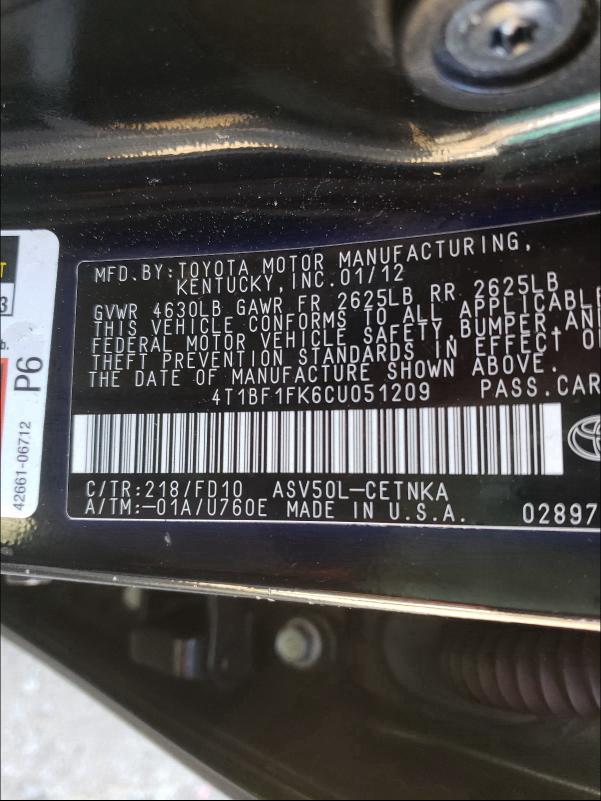 MFD.BY:TOYOTA MOTOR MANUFACTURING,
KENTUCKY,INC.01/12
GVWR 4630LB GAWR FR 2625LB RR 2625LB
THIS VEHICLE CONFORMS TO ALL APPLICABLE
FEDERAL MOTOR VEHICLE SAFETY, BUMPER, AND
THEFT PREVENTION STANDARDS IN EFFECT O
THE DATE OF MANUFACTURE SHOWN ABOVE.
4T1BF1FK6CU051209 PASS.CAR
C/TR:218/FD10 ASV50L-CETNKA
A/TM:-01A/U760E MADE IN U.S.A. 02897
P6
42661-06712
3